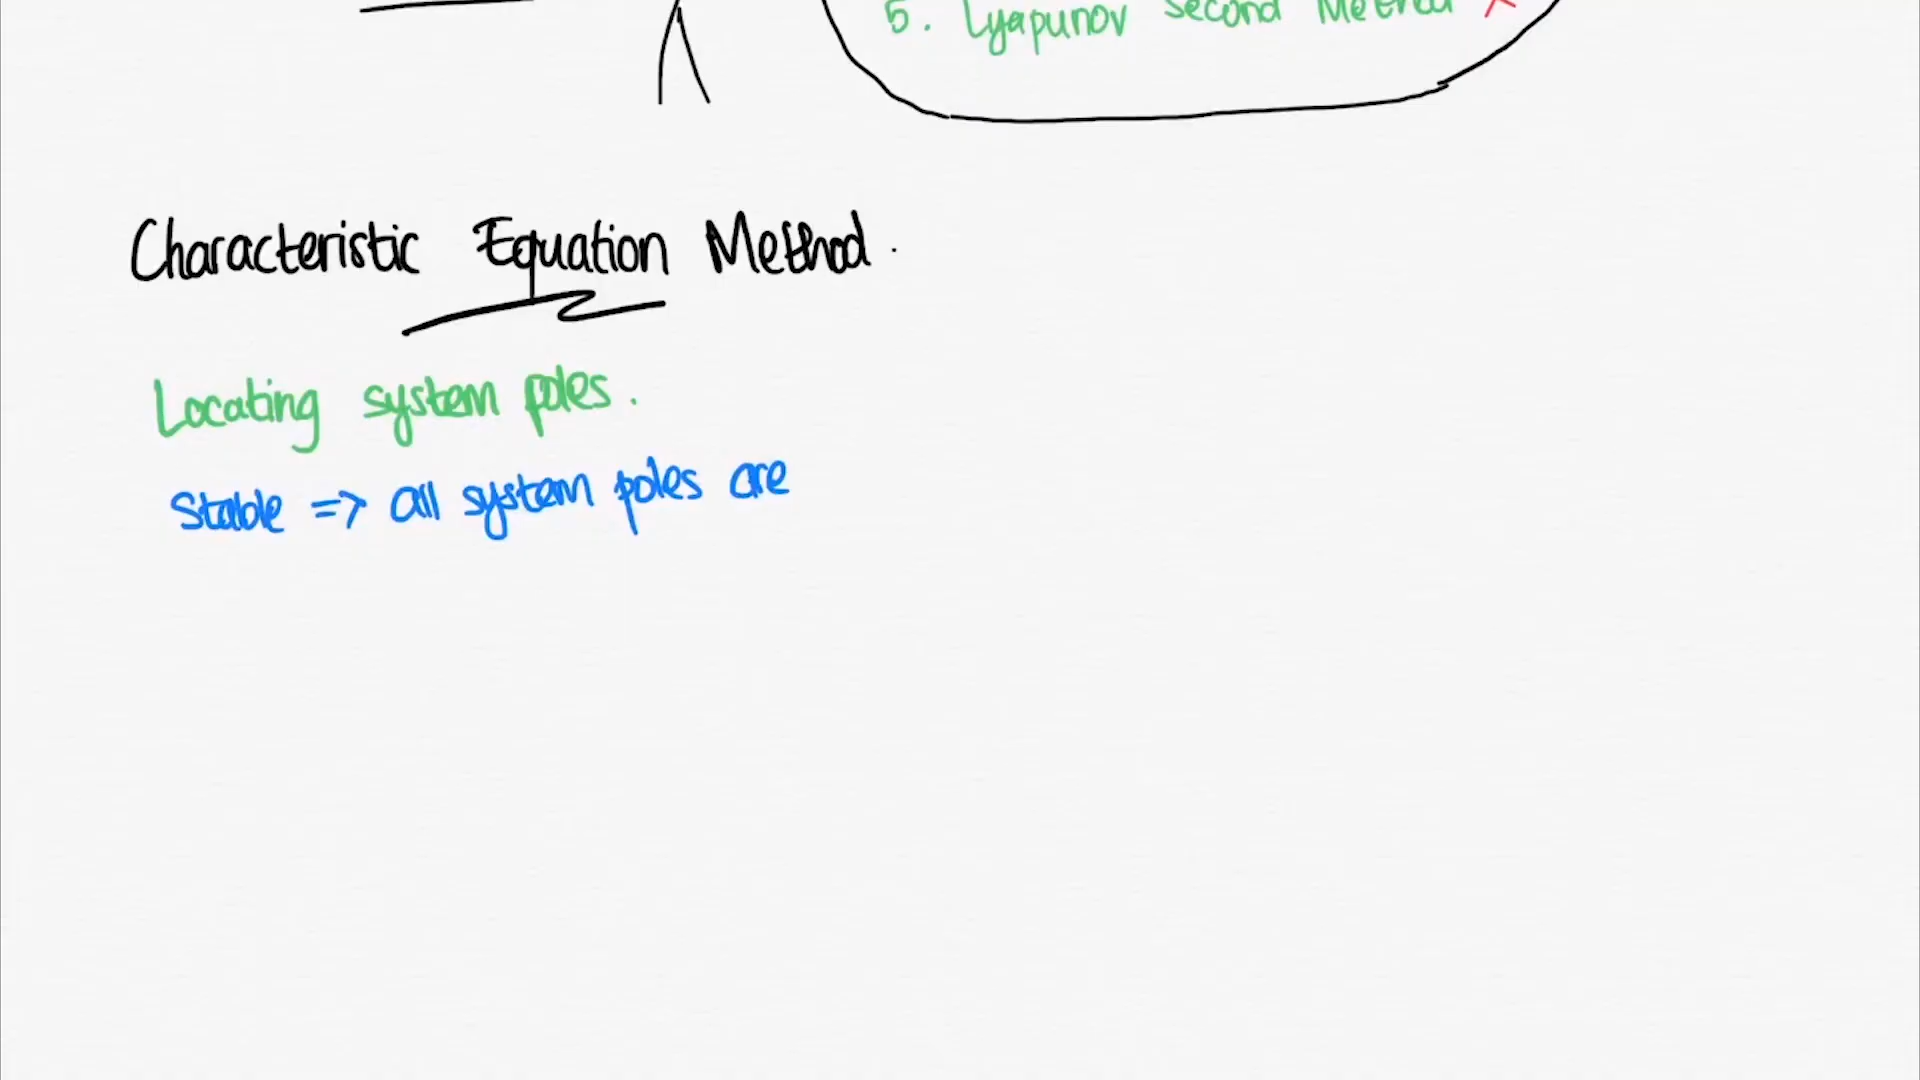 5. Lyapunov Second Method
Characteristic Equation Method.
Locating system poles.
Stable => all system poles are